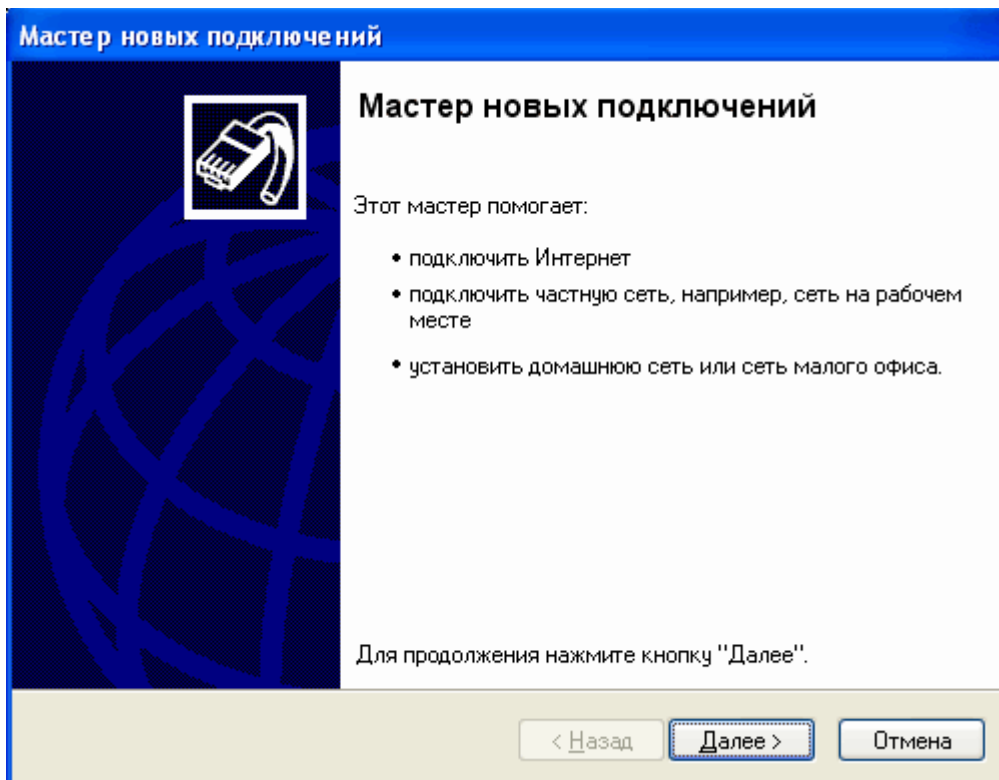 Мастер новых подключений
Мастер новых подключений
Этот мастер помогает:
• подключить Интернет
• подключить частную сеть, например, сеть на рабочем
месте
• установить домашнюю сеть или сеть малого офиса.
Для продолжения нажмите кнопку "Далее".
< Назад Далее > Отмена